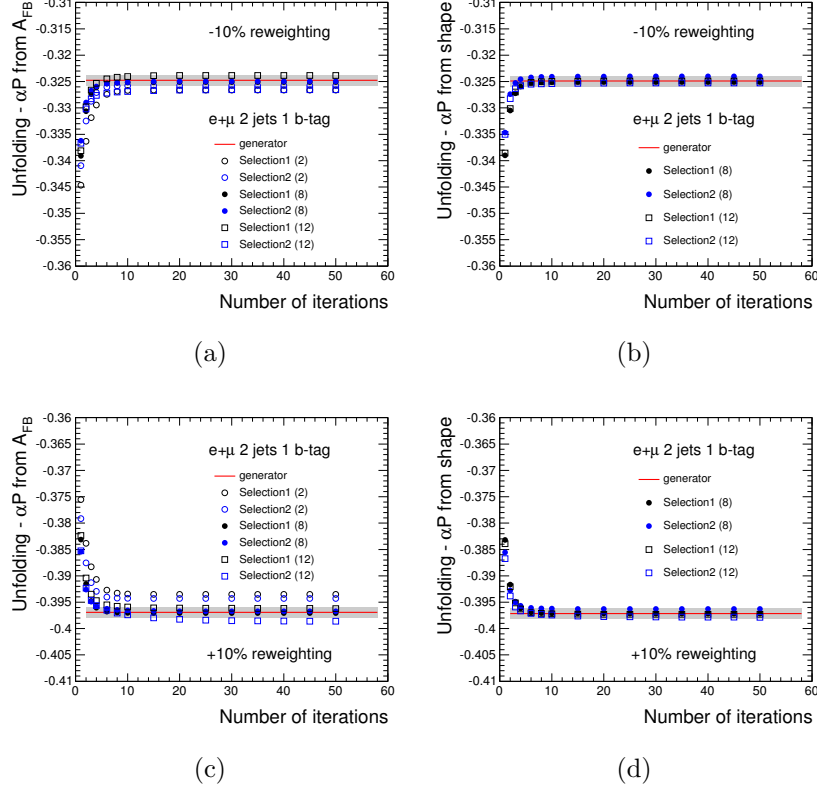 Unfolding - αP from A_FB
-0.31
-0.315
-0.32
-0.325
-0.33
-0.335
-0.34
-0.345
-0.35
-0.355
-0.36
-10% reweighting
e+μ 2 jets 1 b-tag
generator
Selection1 (2)
Selection2 (2)
Selection1 (8)
Selection2 (8)
Selection1 (12)
Selection2 (12)
0 10 20 30 40 50 60
Number of iterations
(a)
Unfolding - αP from shape
-0.31
-0.315
-0.32
-0.325
-0.33
-0.335
-0.34
-0.345
-0.35
-0.355
-0.36
-10% reweighting
e+μ 2 jets 1 b-tag
generator
Selection1 (8)
Selection2 (8)
Selection1 (12)
Selection2 (12)
0 10 20 30 40 50 60
Number of iterations
(b)
Unfolding - αP from A_FB
-0.36
-0.365
-0.37
-0.375
-0.38
-0.385
-0.39
-0.395
-0.4
-0.405
-0.41
e+μ 2 jets 1 b-tag
generator
Selection1 (2)
Selection2 (2)
Selection1 (8)
Selection2 (8)
Selection1 (12)
Selection2 (12)
+10% reweighting
0 10 20 30 40 50 60
Number of iterations
(c)
Unfolding - αP from shape
-0.36
-0.365
-0.37
-0.375
-0.38
-0.385
-0.39
-0.395
-0.4
-0.405
-0.41
e+μ 2 jets 1 b-tag
generator
Selection1 (8)
Selection2 (8)
Selection1 (12)
Selection2 (12)
+10% reweighting
0 10 20 30 40 50 60
Number of iterations
(d)